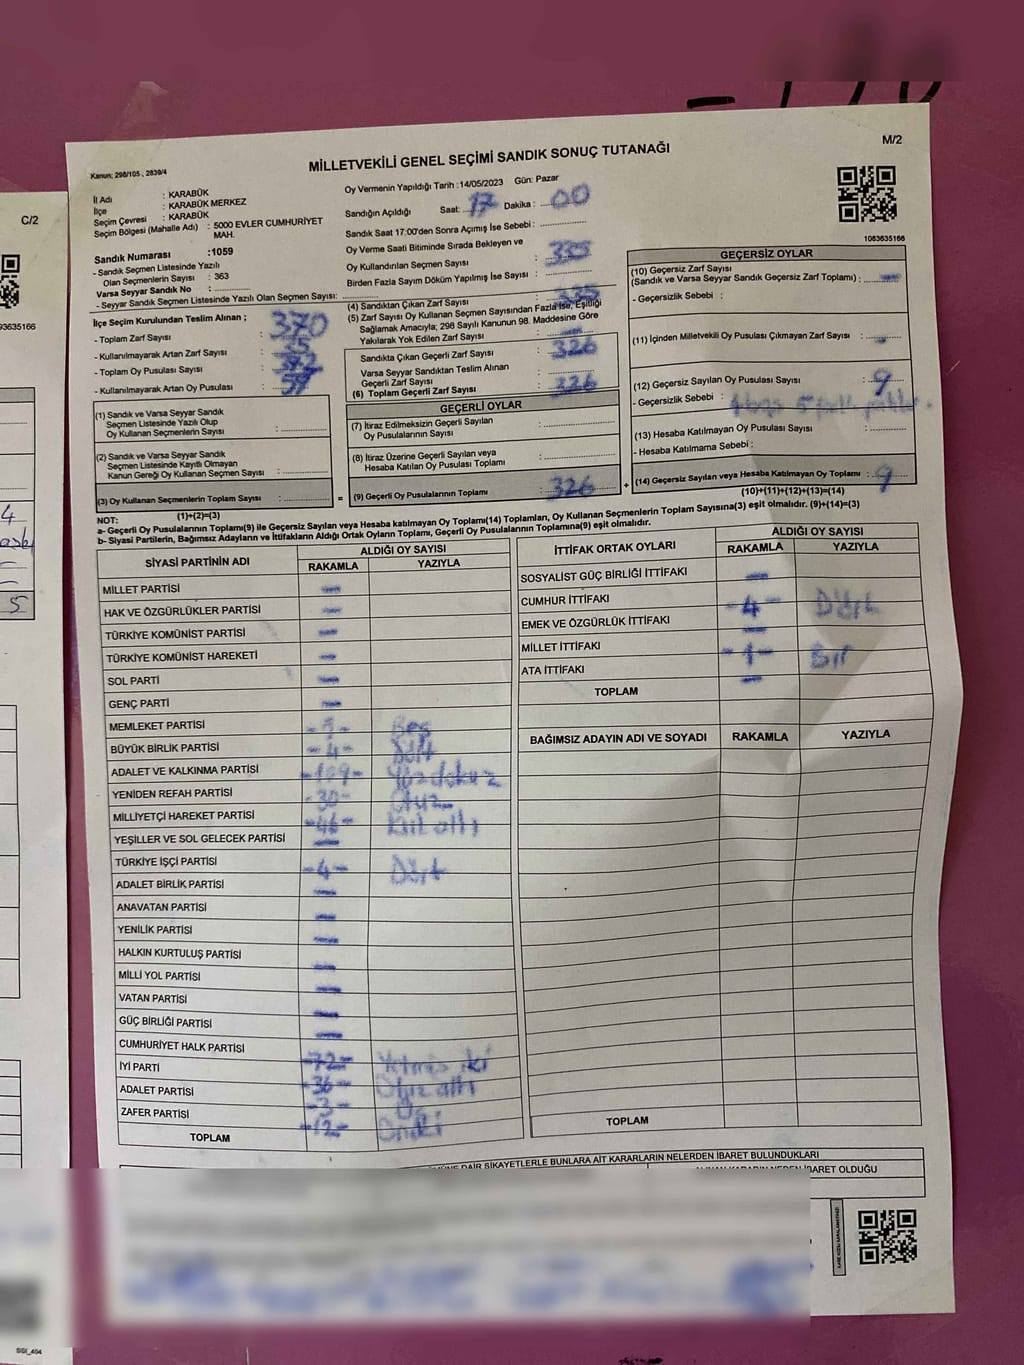 M/2
MİLLETVEKİLİ GENEL SEÇİMİ SANDIK SONUÇ TUTANAĞI
Kanun; 298/105-, 2839/4
İl Adı : KARABÜK
İlçe : KARABÜK MERKEZ
Seçim Çevresi : KARABÜK
Seçim Bölgesi (Mahalle Adı) : 5000 EVLER CUMHURİYET MAH.
Sandık Numarası :1059
- Sandık Seçmen Listesinde Yazılı
Olan Seçmenlerin Sayısı : 363
Varsa Seyyar Sandık No :
- Seyyar Sandık Seçmen Listesinde Yazılı Olan Seçmen Sayısı:
Oy Vermenin Yapıldığı Tarih :14/05/2023 Gün: Pazar
Sandığın Açıldığı Saat: 17 Dakika : 00
Sandık Saat 17:00'den Sonra Açılmış İse Sebebi :
Oy Verme Saati Bitiminde Sırada Bekleyen ve
Oy Kullandırılan Seçmen Sayısı : 335
Birden Fazla Sayım Döküm Yapılmış İse Sayısı :
1083635166
İlçe Seçim Kurulundan Teslim Alınan ;
- Toplam Zarf Sayısı : 370
- Kullanılmayarak Artan Zarf Sayısı :
- Toplam Oy Pusulası Sayısı :
- Kullanılmayarak Artan Oy Pusulası :
(1) Sandık ve Varsa Seyyar Sandık
Seçmen Listesinde Yazılı Olup
Oy Kullanan Seçmenlerin Sayısı :
(2) Sandık ve Varsa Seyyar Sandık
Seçmen Listesinde Kayıtlı Olmayan
Kanun Gereği Oy Kullanan Seçmen Sayısı :
(3) Oy Kullanan Seçmenlerin Toplam Sayısı :
(1)+(2)=(3)
(4) Sandıktan Çıkan Zarf Sayısı : 335
(5) Zarf Sayısı Oy Kullanan Seçmen Sayısından Fazla İse, Eşitliği
Sağlamak Amacıyla; 298 Sayılı Kanunun 98. Maddesine Göre
Yakılarak Yok Edilen Zarf Sayısı : -
Sandıkta Çıkan Geçerli Zarf Sayısı : 326
Varsa Seyyar Sandıktan Teslim Alınan
Geçerli Zarf Sayısı :
(6) Toplam Geçerli Zarf Sayısı : 326
GEÇERLİ OYLAR
(7) İtiraz Edilmeksizin Geçerli Sayılan
Oy Pusulalarının Sayısı :
(8) İtiraz Üzerine Geçerli Sayılan veya
Hesaba Katılan Oy Pusulası Toplamı :
= (9) Geçerli Oy Pusulalarının Toplamı : 326 +
GEÇERSİZ OYLAR
(10) Geçersiz Zarf Sayısı
(Sandık ve Varsa Seyyar Sandık Geçersiz Zarf Toplamı) : -
- Geçersizlik Sebebi :
(11) İçinden Milletvekili Oy Pusulası Çıkmayan Zarf Sayısı : -
(12) Geçersiz Sayılan Oy Pusulası Sayısı : 9
- Geçersizlik Sebebi :
(13) Hesaba Katılmayan Oy Pusulası Sayısı :
- Hesaba Katılmama Sebebi :
(14) Geçersiz Sayılan veya Hesaba Katılmayan Oy Toplamı : 9
(10)+(11)+(12)+(13)=(14)
NOT:
a- Geçerli Oy Pusulalarının Toplamı(9) ile Geçersiz Sayılan veya Hesaba katılmayan Oy Toplamı(14) Toplamları, Oy Kullanan Seçmenlerin Toplam Sayısına(3) eşit olmalıdır. (9)+(14)=(3)
b- Siyasi Partilerin, Bağımsız Adayların ve İttifakların Aldığı Ortak Oyların Toplamı, Geçerli Oy Pusulalarının Toplamına(9) eşit olmalıdır.
SİYASİ PARTİNİN ADI ALDIĞI OY SAYISI
RAKAMLA YAZIYLA
MİLLET PARTİSİ -
HAK VE ÖZGÜRLÜKLER PARTİSİ -
TÜRKİYE KOMÜNİST PARTİSİ -
TÜRKİYE KOMÜNİST HAREKETİ -
SOL PARTİ -
GENÇ PARTİ -
MEMLEKET PARTİSİ -5- Beş
BÜYÜK BİRLİK PARTİSİ -4- Dört
ADALET VE KALKINMA PARTİSİ -109- Yüzdokuz
YENİDEN REFAH PARTİSİ -30- Otuz
MİLLİYETÇİ HAREKET PARTİSİ -46- Kırkaltı
YEŞİLLER VE SOL GELECEK PARTİSİ -
TÜRKİYE İŞÇİ PARTİSİ -4- Dört
ADALET BİRLİK PARTİSİ -
ANAVATAN PARTİSİ -
YENİLİK PARTİSİ -
HALKIN KURTULUŞ PARTİSİ -
MİLLİ YOL PARTİSİ -
VATAN PARTİSİ -
GÜÇ BİRLİĞİ PARTİSİ -
CUMHURİYET HALK PARTİSİ -72- Yetmiş iki
İYİ PARTİ -36- Otuz altı
ADALET PARTİSİ -3- Üç
ZAFER PARTİSİ -12- Oniki
TOPLAM
İTTİFAK ORTAK OYLARI ALDIĞI OY SAYISI
RAKAMLA YAZIYLA
SOSYALİST GÜÇ BİRLİĞİ İTTİFAKI -
CUMHUR İTTİFAKI -4- Dört
EMEK VE ÖZGÜRLÜK İTTİFAKI -
MİLLET İTTİFAKI -1- Bir
ATA İTTİFAKI -
TOPLAM
BAĞIMSIZ ADAYIN ADI VE SOYADI RAKAMLA YAZIYLA
TOPLAM
DAİR ŞİKAYETLERLE BUNLARA AİT KARARLARIN NELERDEN İBARET BULUNDUKLARI
İBARET OLDUĞU
C/2
93635166
4
5
SSI_404